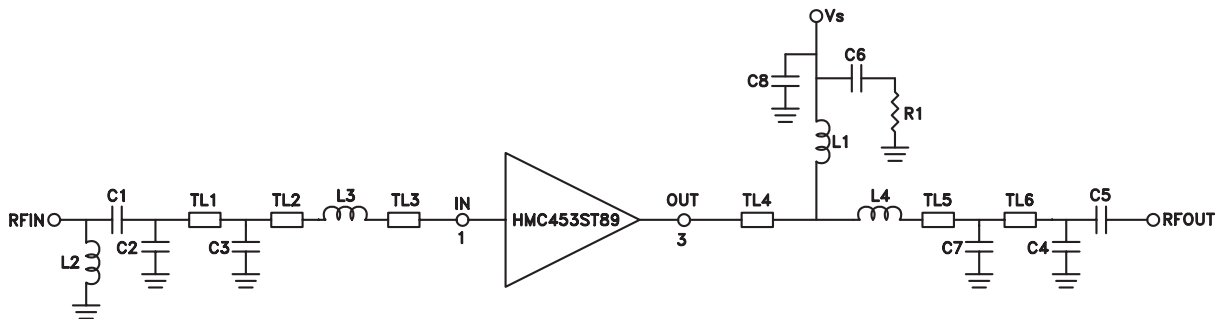 Vs
C6
C8
R1
L1
C1
TL1
TL2
L3
TL3
IN
HMC453ST89
OUT
TL4
L4
TL5
TL6
C5
RFIN
RFOUT
1
3
L2
C2
C3
C7
C4